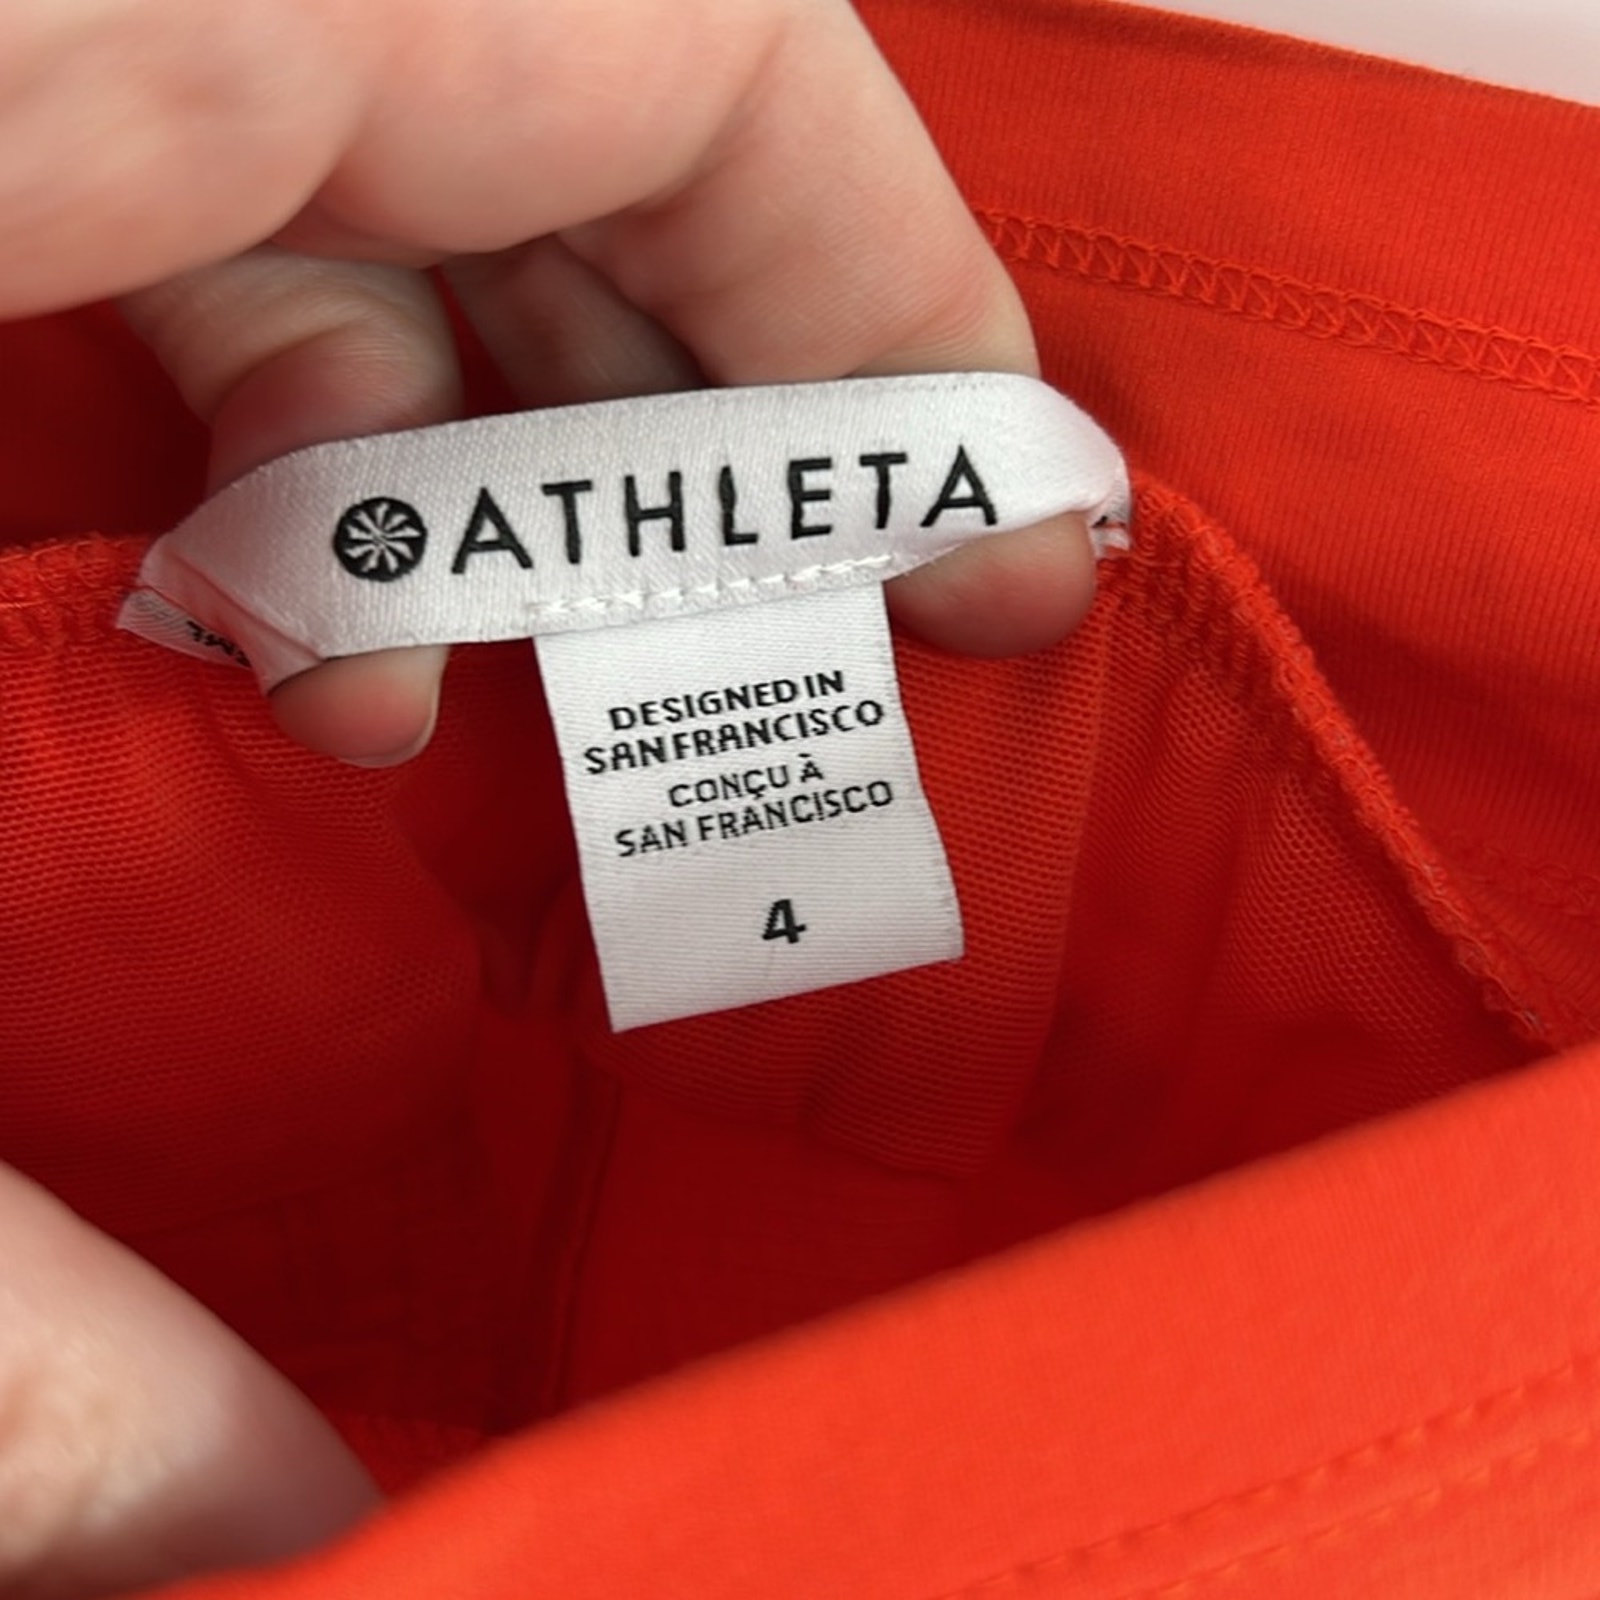 ATHLETA
DESIGNED IN
SAN FRANCISCO
CONÇU À
SAN FRANCISCO
4